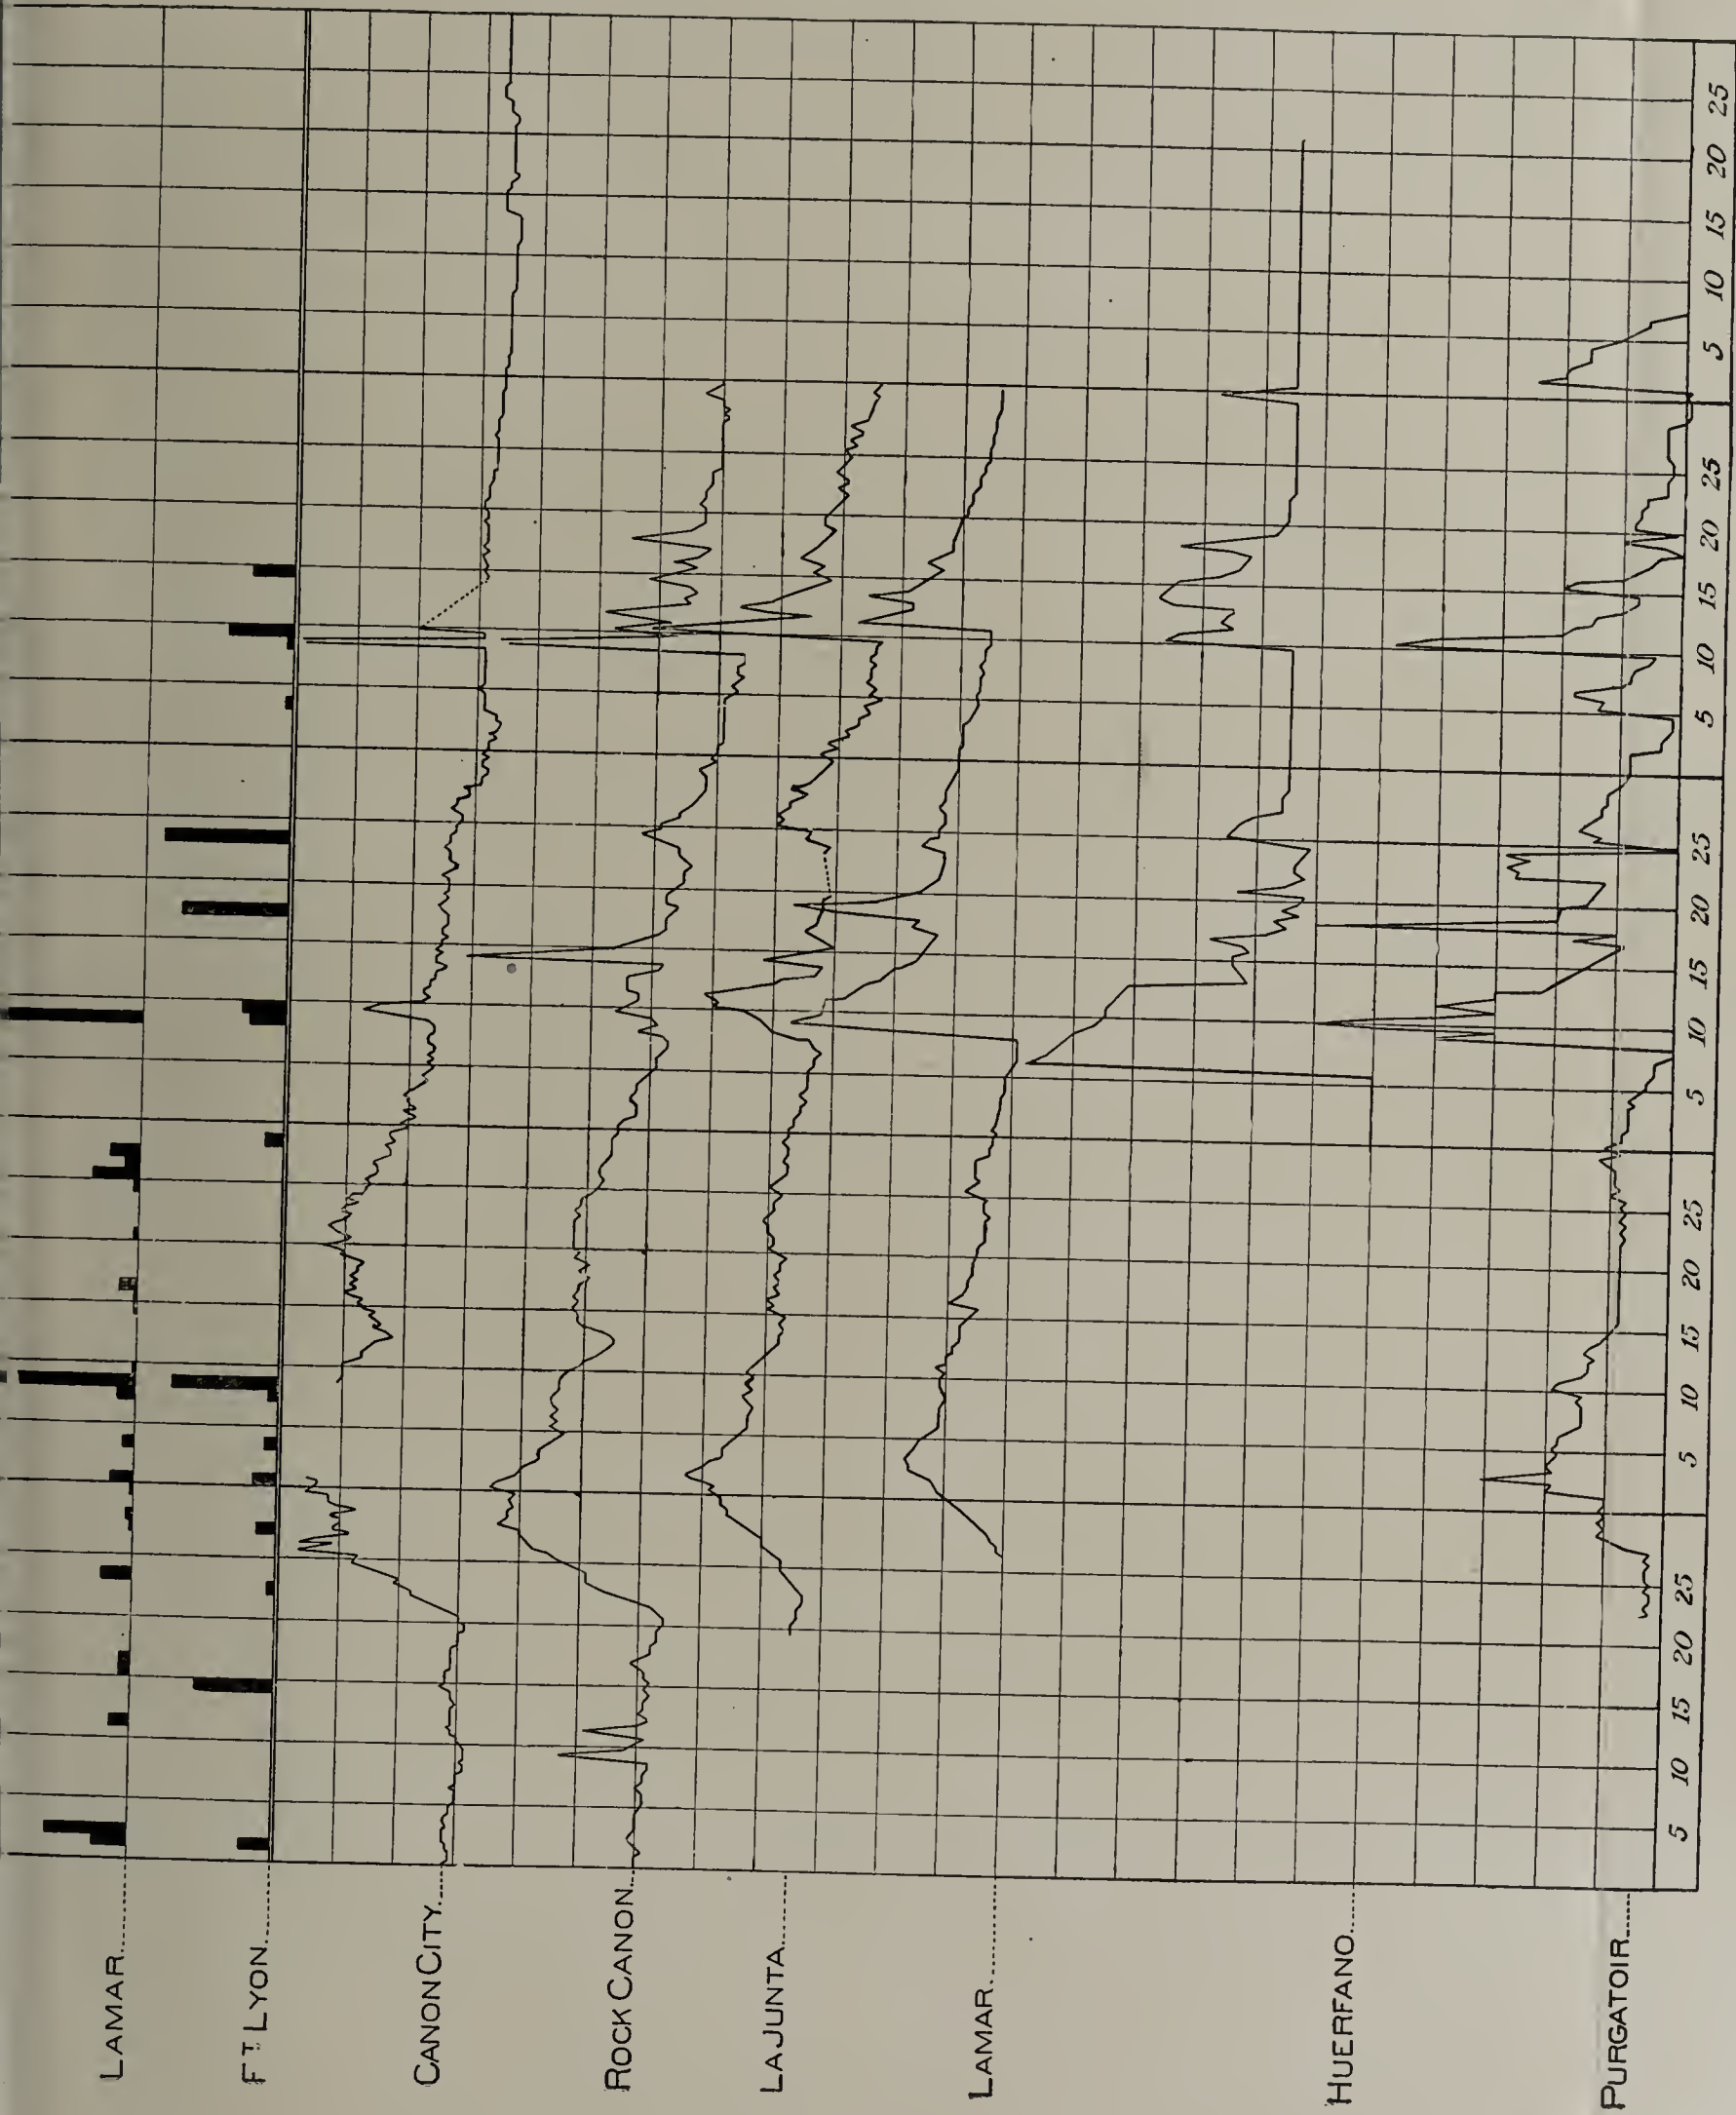 LAMAR
FT LYON
CANON CITY
ROCK CANON
LA JUNTA
LAMAR
HUERFANO
PURGATOIR
5 10 15 20 25 5 10 15 20 25 5 10 15 20 25 5 10 15 20 25 5 10 15 20 25